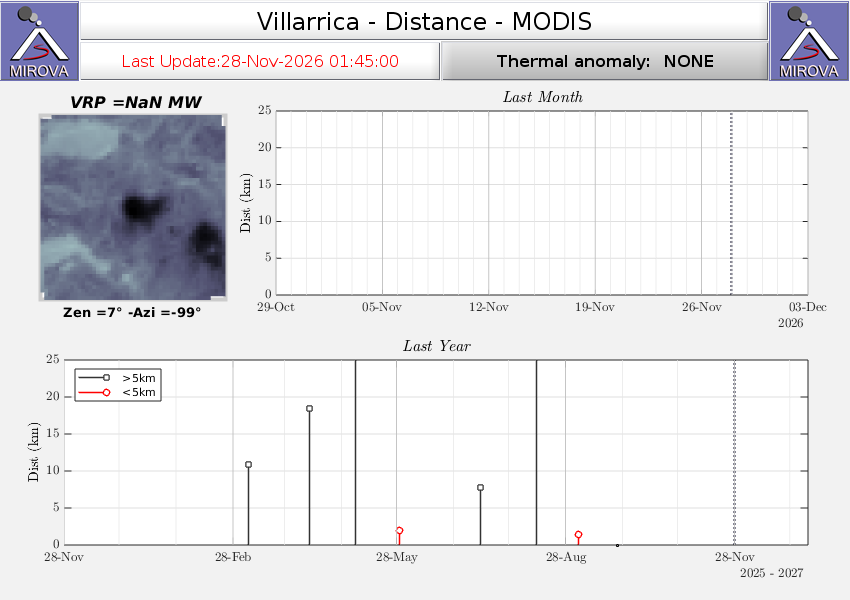 Villarrica - Distance - MODIS
MIROVA
Last Update:28-Nov-2026 01:45:00
Thermal anomaly: NONE
MIROVA
VRP =NaN MW
Zen =7° -Azi =-99°
Last Month
Dist (km)
25
20
15
10
5
0
29-Oct
05-Nov
12-Nov
19-Nov
26-Nov
03-Dec
2026
Last Year
Dist (km)
25
20
15
10
5
0
>5km
<5km
28-Nov
28-Feb
28-May
28-Aug
28-Nov
2025 - 2027